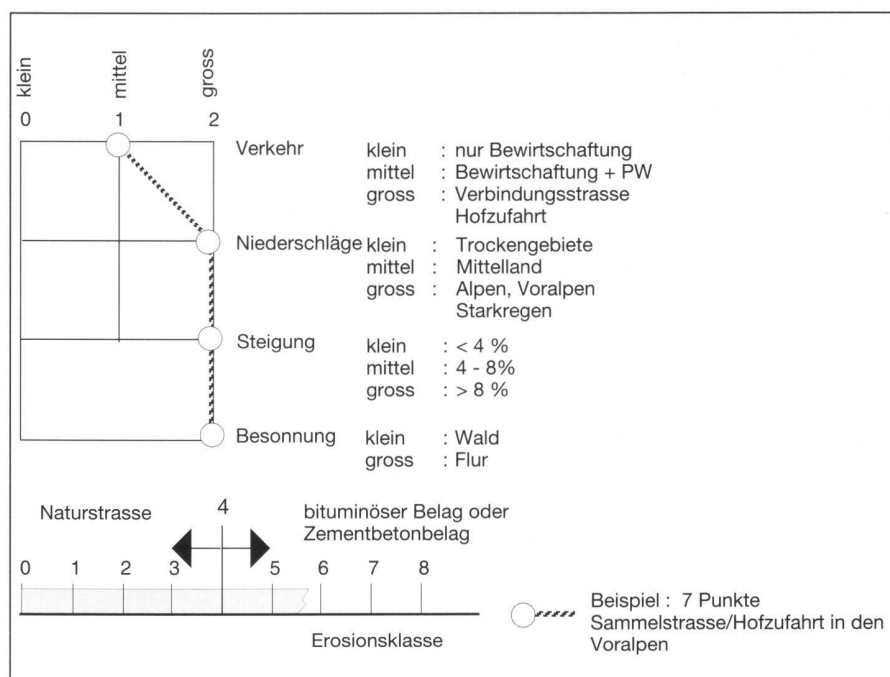 klein
mittel
gross
0 1 2
Verkehr
klein : nur Bewirtschaftung
mittel : Bewirtschaftung + PW
gross : Verbindungsstrasse
Hofzufahrt
Niederschläge
klein : Trockengebiete
mittel : Mittelland
gross : Alpen, Voralpen
Starkregen
Steigung
klein : < 4 %
mittel : 4 - 8%
gross : > 8 %
Besonnung
klein : Wald
gross : Flur
Naturstrasse
4
bituminöser Belag oder
Zementbetonbelag
0 1 2 3 5 6 7 8
Erosionsklasse
Beispiel : 7 Punkte
Sammelstrasse/Hofzufahrt in den
Voralpen